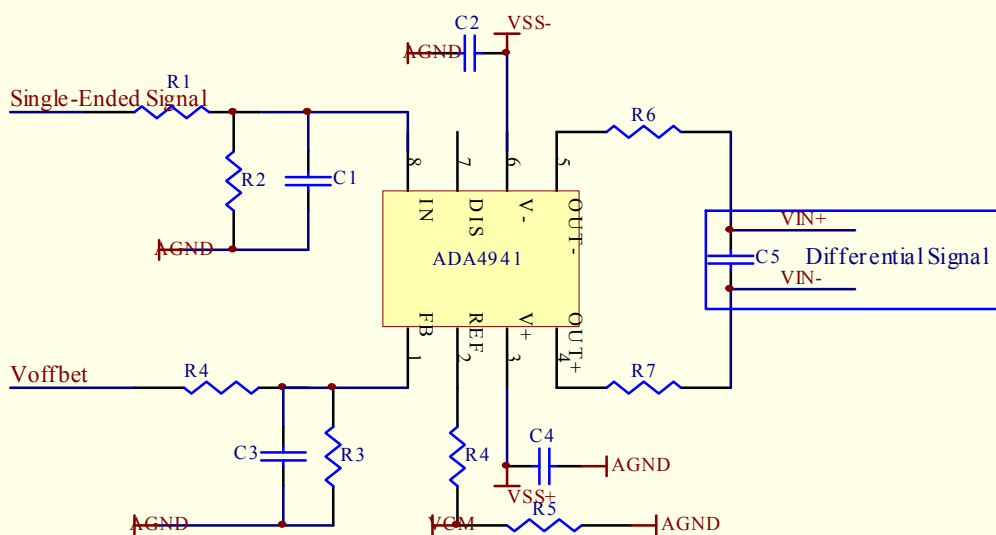 C2
VSS-
AGND
R1
Single-Ended Signal
R6
8
7
6
5
R2
C1
IN
DIS
V-
OUT-
VIN+
AGND
ADA4941
C5
Differential Signal
VIN-
FB
REF
V+
OUT+
1
2
3
4
Voffbet
R4
R7
C3
R3
R4
C4
AGND
VSS+
R5
AGND
VCM
AGND